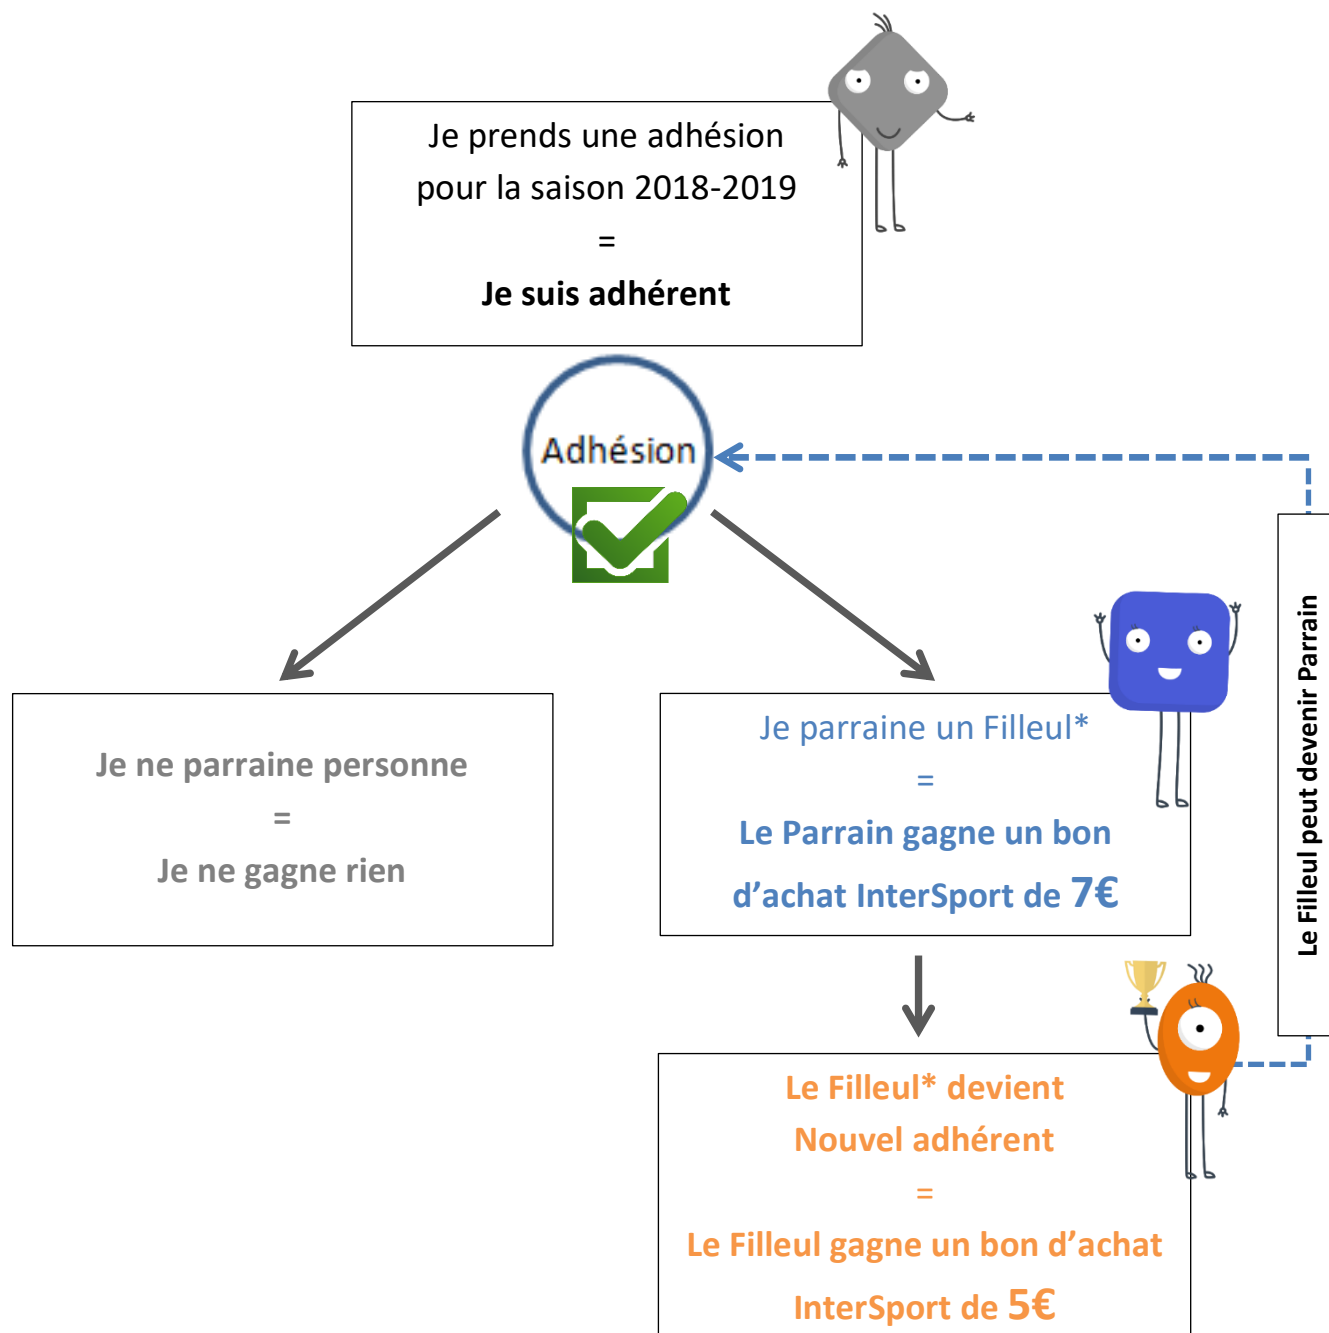 Je prends une adhésion
pour la saison 2018-2019
=
Je suis adhérent
Adhésion
Je ne parraine personne
=
Je ne gagne rien
Je parraine un Filleul*
=
Le Parrain gagne un bon
d’achat InterSport de 7€
Le Filleul peut devenir Parrain
Le Filleul* devient
Nouvel adhérent
=
Le Filleul gagne un bon d’achat
InterSport de 5€